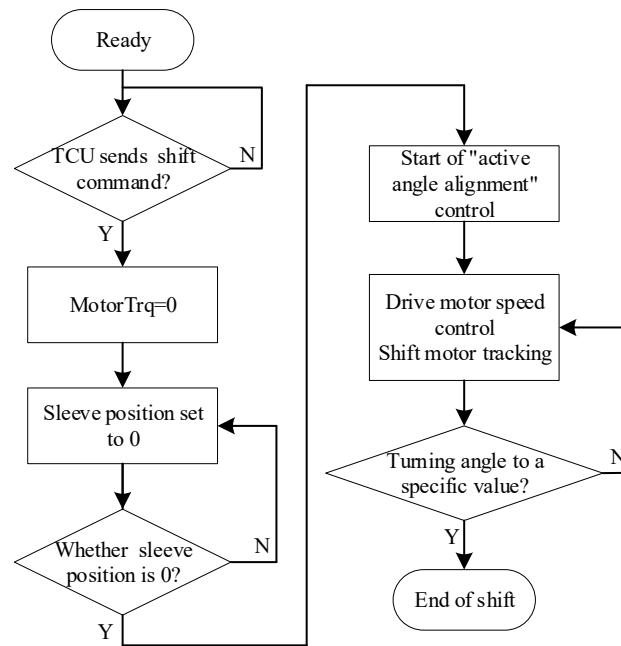 Ready
TCU sends shift
command?
N
Y
MotorTrq=0
Sleeve position set
to 0
Whether sleeve
position is 0?
N
Y
Start of "active
angle alignment"
control
Drive motor speed
control
Shift motor tracking
Turning angle to a
specific value?
N
Y
End of shift